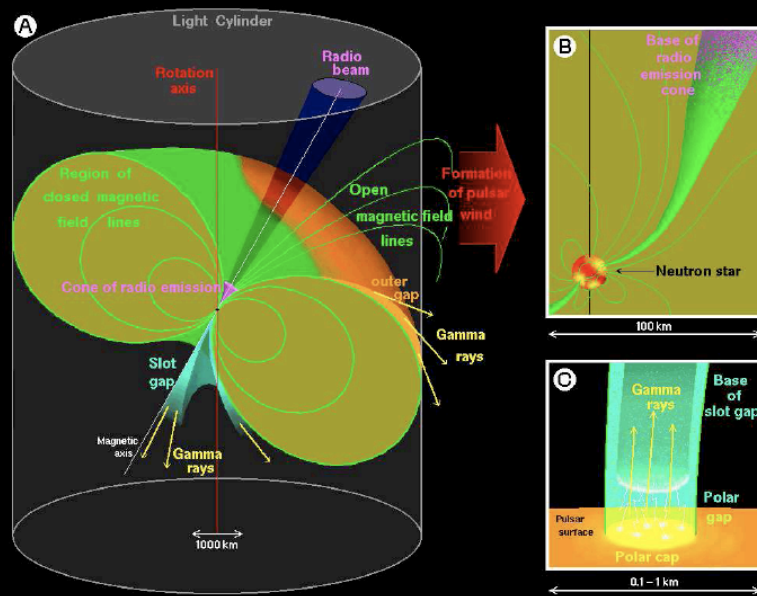 A
Light Cylinder
Rotation
axis
Radio
beam
Region of
closed magnetic
field lines
Open
magnetic field
lines
Formation
of pulsar
wind
Cone of radio emission
outer
gap
Gamma
rays
Slot
gap
Magnetic
axis
Gamma
rays
1000 km
B
Base of
radio
emission
cone
Neutron star
100 km
C
Gamma
rays
Base
of
slot gap
Polar
gap
Pulsar
surface
Polar cap
0.1 – 1 km